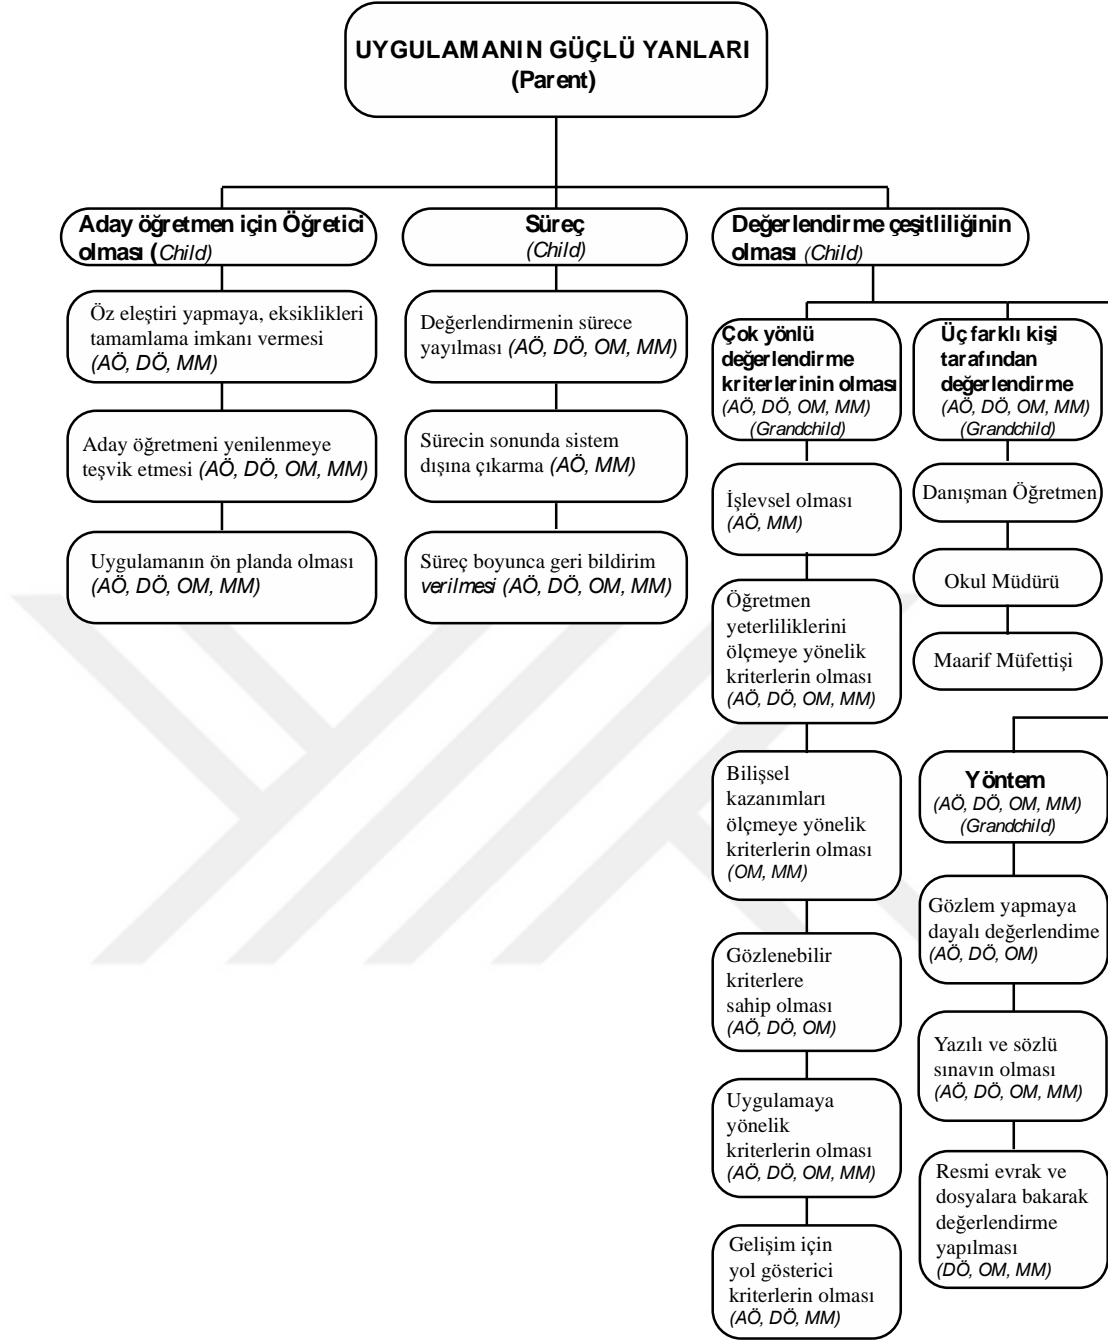 UYGULAMANIN GÜÇLÜ YANLARI
(Parent)
Aday öğretmen için Öğretici
olması (Child)
Öz eleştiri yapmaya, eksiklikleri
tamamlama imkanı vermesi
(AÖ, DÖ, MM)
Aday öğretmeni yenilenmeye
teşvik etmesi (AÖ, DÖ, OM, MM)
Uygulamanın ön planda olması
(AÖ, DÖ, OM, MM)
Süreç
(Child)
Değerlendirmenin sürece
yayılması (AÖ, DÖ, OM, MM)
Sürecin sonunda sistem
dışına çıkarma (AÖ, MM)
Süreç boyunca geri bildirim
verilmesi (AÖ, DÖ, OM, MM)
Değerlendirme çeşitliliğinin
olması (Child)
Çok yönlü
değerlendirme
kriterlerinin olması
(AÖ, DÖ, OM, MM)
(Grandchild)
İşlevsel olması
(AÖ, MM)
Öğretmen
yeterliliklerini
ölçmeye yönelik
kriterlerin olması
(AÖ, DÖ, OM, MM)
Bilişsel
kazanımları
ölçmeye yönelik
kriterlerin olması
(OM, MM)
Gözlenebilir
kriterlere
sahip olması
(AÖ, DÖ, OM)
Uygulamaya
yönelik
kriterlerin olması
(AÖ, DÖ, OM, MM)
Gelişim için
yol gösterici
kriterlerin olması
(AÖ, DÖ, MM)
Üç farklı kişi
tarafından
değerlendirme
(AÖ, DÖ, OM, MM)
(Grandchild)
Danışman Öğretmen
Okul Müdürü
Maarif Müfettişi
Yöntem
(AÖ, DÖ, OM, MM)
(Grandchild)
Gözlem yapmaya
dayalı değerlendime
(AÖ, DÖ, OM)
Yazılı ve sözlü
sınavın olması
(AÖ, DÖ, OM, MM)
Resmi evrak ve
dosyalara bakarak
değerlendirme
yapılması
(DÖ, OM, MM)